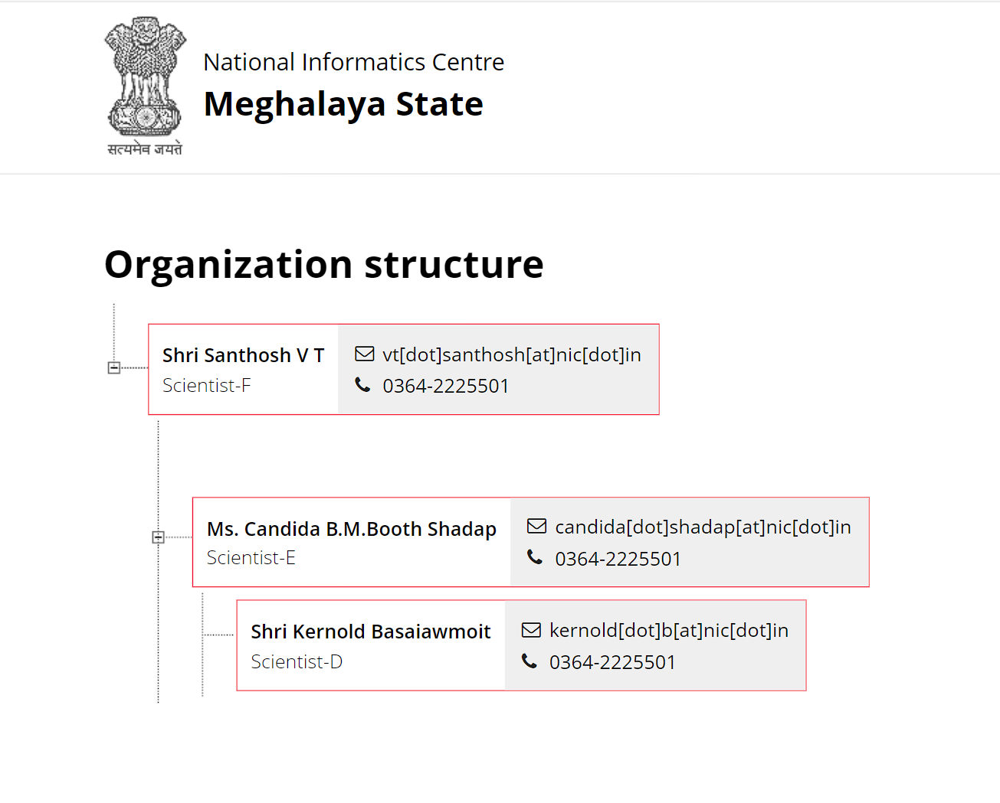 सत्यमेव जयते
National Informatics Centre
Meghalaya State
Organization structure
Shri Santhosh V T
Scientist-F
vt[dot]santhosh[at]nic[dot]in
0364-2225501
Ms. Candida B.M.Booth Shadap
Scientist-E
candida[dot]shadap[at]nic[dot]in
0364-2225501
Shri Kernold Basaiawmoit
Scientist-D
kernold[dot]b[at]nic[dot]in
0364-2225501